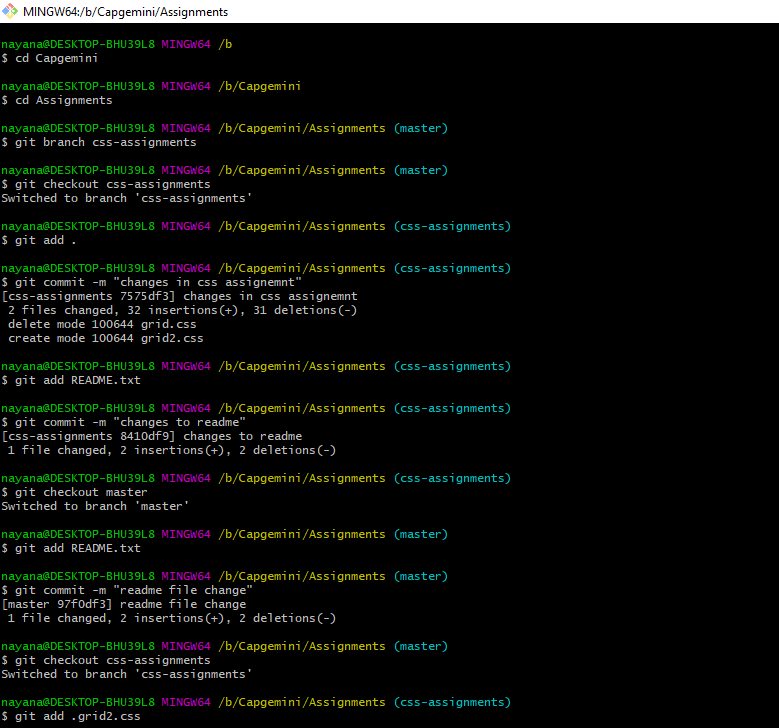 MINGW64:/b/Capgemini/Assignments
nayana@DESKTOP-BHU39L8 MINGW64 /b
$ cd Capgemini
nayana@DESKTOP-BHU39L8 MINGW64 /b/Capgemini
$ cd Assignments
nayana@DESKTOP-BHU39L8 MINGW64 /b/Capgemini/Assignments (master)
$ git branch css-assignments
nayana@DESKTOP-BHU39L8 MINGW64 /b/Capgemini/Assignments (master)
$ git checkout css-assignments
Switched to branch 'css-assignments'
nayana@DESKTOP-BHU39L8 MINGW64 /b/Capgemini/Assignments (css-assignments)
$ git add .
nayana@DESKTOP-BHU39L8 MINGW64 /b/Capgemini/Assignments (css-assignments)
$ git commit -m "changes in css assignemnt"
[css-assignments 7575df3] changes in css assignemnt
 2 files changed, 32 insertions(+), 31 deletions(-)
 delete mode 100644 grid.css
 create mode 100644 grid2.css
nayana@DESKTOP-BHU39L8 MINGW64 /b/Capgemini/Assignments (css-assignments)
$ git add README.txt
nayana@DESKTOP-BHU39L8 MINGW64 /b/Capgemini/Assignments (css-assignments)
$ git commit -m "changes to readme"
[css-assignments 8410df9] changes to readme
 1 file changed, 2 insertions(+), 2 deletions(-)
nayana@DESKTOP-BHU39L8 MINGW64 /b/Capgemini/Assignments (css-assignments)
$ git checkout master
Switched to branch 'master'
nayana@DESKTOP-BHU39L8 MINGW64 /b/Capgemini/Assignments (master)
$ git add README.txt
nayana@DESKTOP-BHU39L8 MINGW64 /b/Capgemini/Assignments (master)
$ git commit -m "readme file change"
[master 97f0df3] readme file change
 1 file changed, 2 insertions(+), 2 deletions(-)
nayana@DESKTOP-BHU39L8 MINGW64 /b/Capgemini/Assignments (master)
$ git checkout css-assignments
Switched to branch 'css-assignments'
nayana@DESKTOP-BHU39L8 MINGW64 /b/Capgemini/Assignments (css-assignments)
$ git add .grid2.css